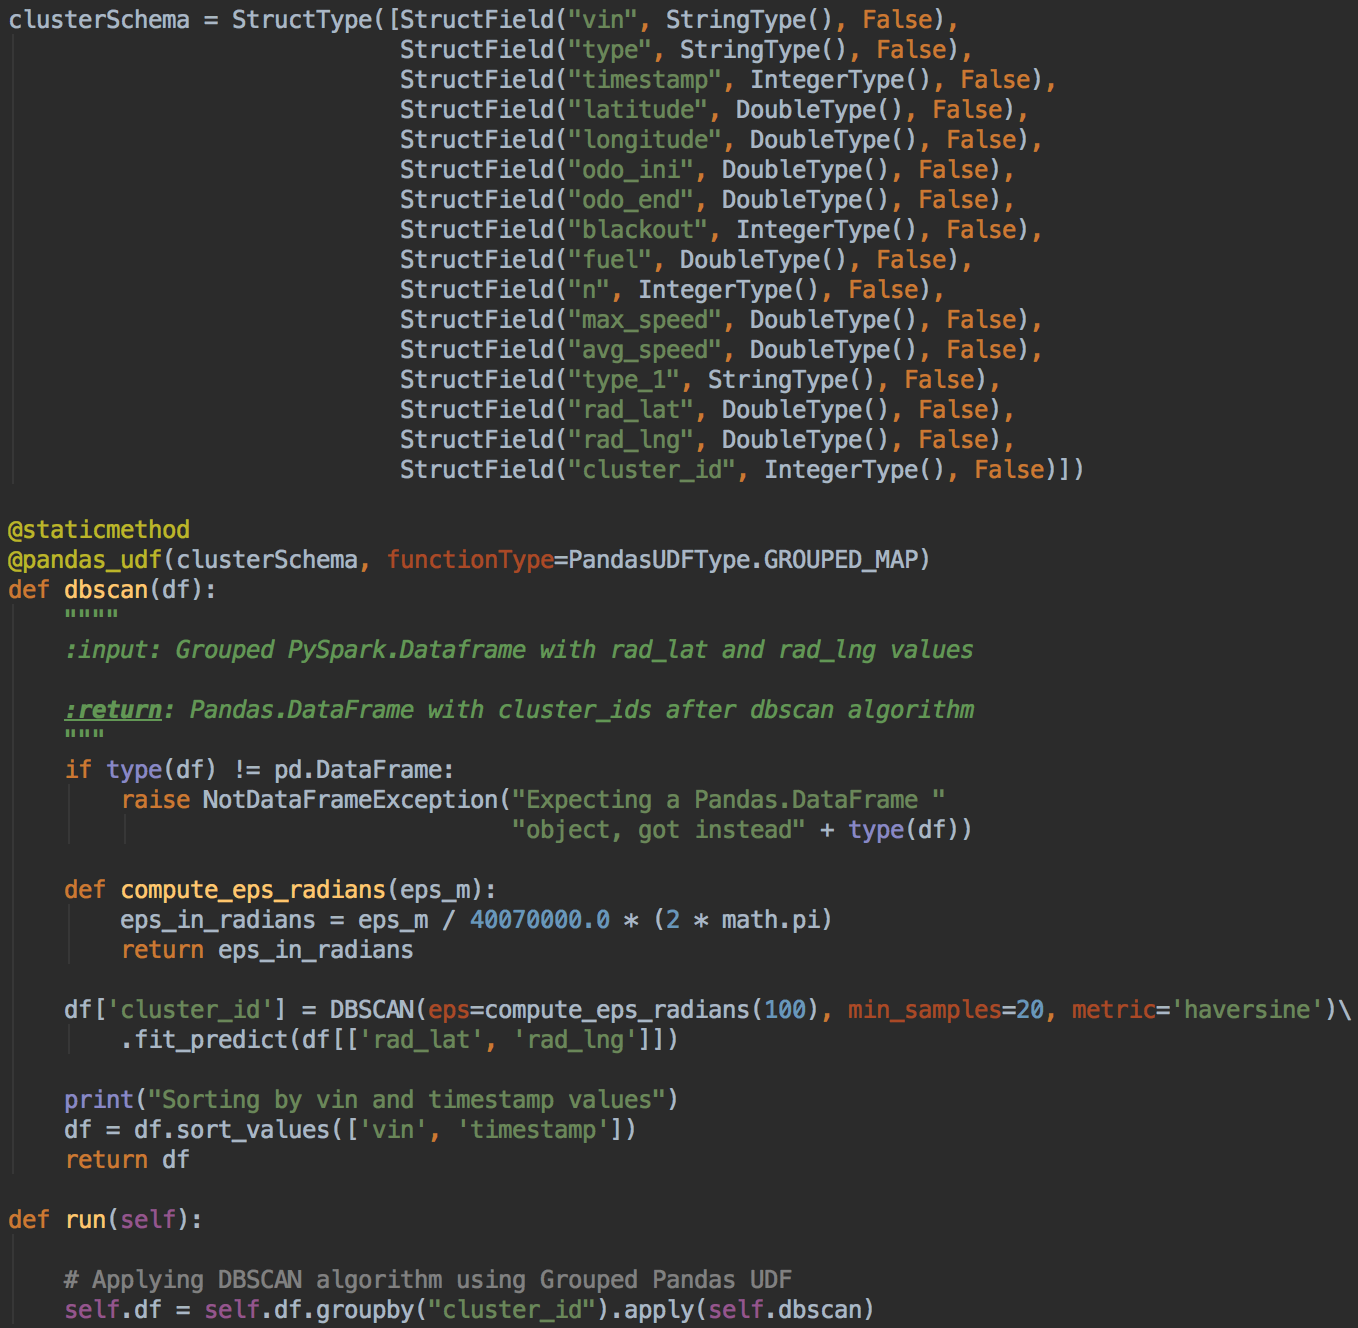 clusterSchema = StructType([StructField("vin", StringType(), False),
                            StructField("type", StringType(), False),
                            StructField("timestamp", IntegerType(), False),
                            StructField("latitude", DoubleType(), False),
                            StructField("longitude", DoubleType(), False),
                            StructField("odo_ini", DoubleType(), False),
                            StructField("odo_end", DoubleType(), False),
                            StructField("blackout", IntegerType(), False),
                            StructField("fuel", DoubleType(), False),
                            StructField("n", IntegerType(), False),
                            StructField("max_speed", DoubleType(), False),
                            StructField("avg_speed", DoubleType(), False),
                            StructField("type_1", StringType(), False),
                            StructField("rad_lat", DoubleType(), False),
                            StructField("rad_lng", DoubleType(), False),
                            StructField("cluster_id", IntegerType(), False)])

@staticmethod
@pandas_udf(clusterSchema, functionType=PandasUDFType.GROUPED_MAP)
def dbscan(df):
    """"
    :input: Grouped PySpark.Dataframe with rad_lat and rad_lng values

    :return: Pandas.DataFrame with cluster_ids after dbscan algorithm
    """
    if type(df) != pd.DataFrame:
        raise NotDataFrameException("Expecting a Pandas.DataFrame "
                                    "object, got instead" + type(df))

    def compute_eps_radians(eps_m):
        eps_in_radians = eps_m / 40070000.0 * (2 * math.pi)
        return eps_in_radians

    df['cluster_id'] = DBSCAN(eps=compute_eps_radians(100), min_samples=20, metric='haversine')\
        .fit_predict(df[['rad_lat', 'rad_lng']])

    print("Sorting by vin and timestamp values")
    df = df.sort_values(['vin', 'timestamp'])
    return df

def run(self):

    # Applying DBSCAN algorithm using Grouped Pandas UDF
    self.df = self.df.groupby("cluster_id").apply(self.dbscan)